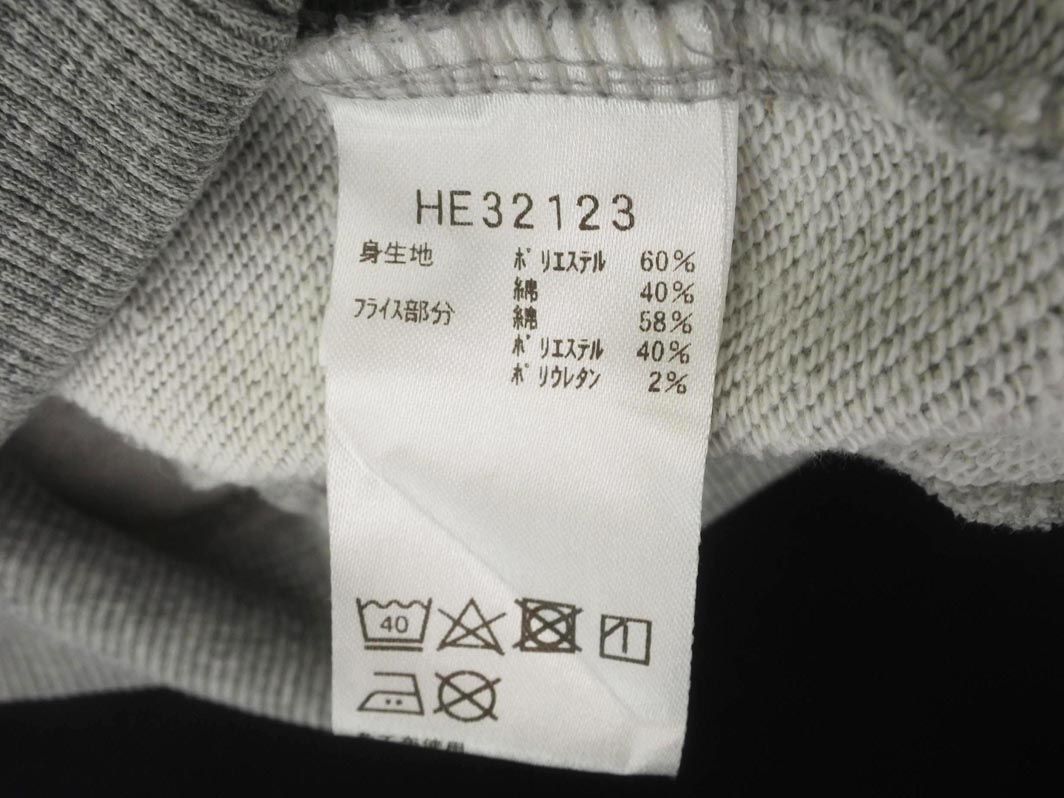 HE32123
身生地 ポリエステル 60%
綿 40%
フライス部分 綿 58%
ポリエステル 40%
ポリウレタン 2%
40